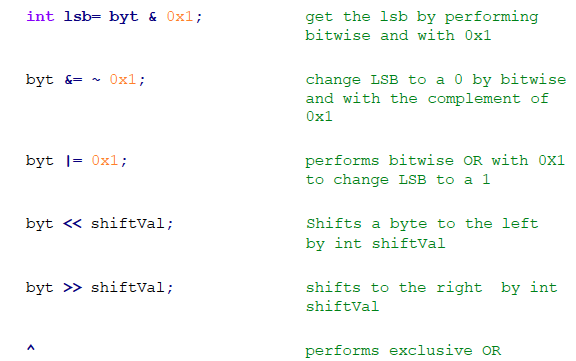 int lsb= byt & 0x1; get the lsb by performing
bitwise and with 0x1
byt &= ~ 0x1; change LSB to a 0 by bitwise
and with the complement of
0x1
byt |= 0x1; performs bitwise OR with 0X1
to change LSB to a 1
byt << shiftVal; Shifts a byte to the left
by int shiftVal
byt >> shiftVal; shifts to the right by int
shiftVal
^ performs exclusive OR